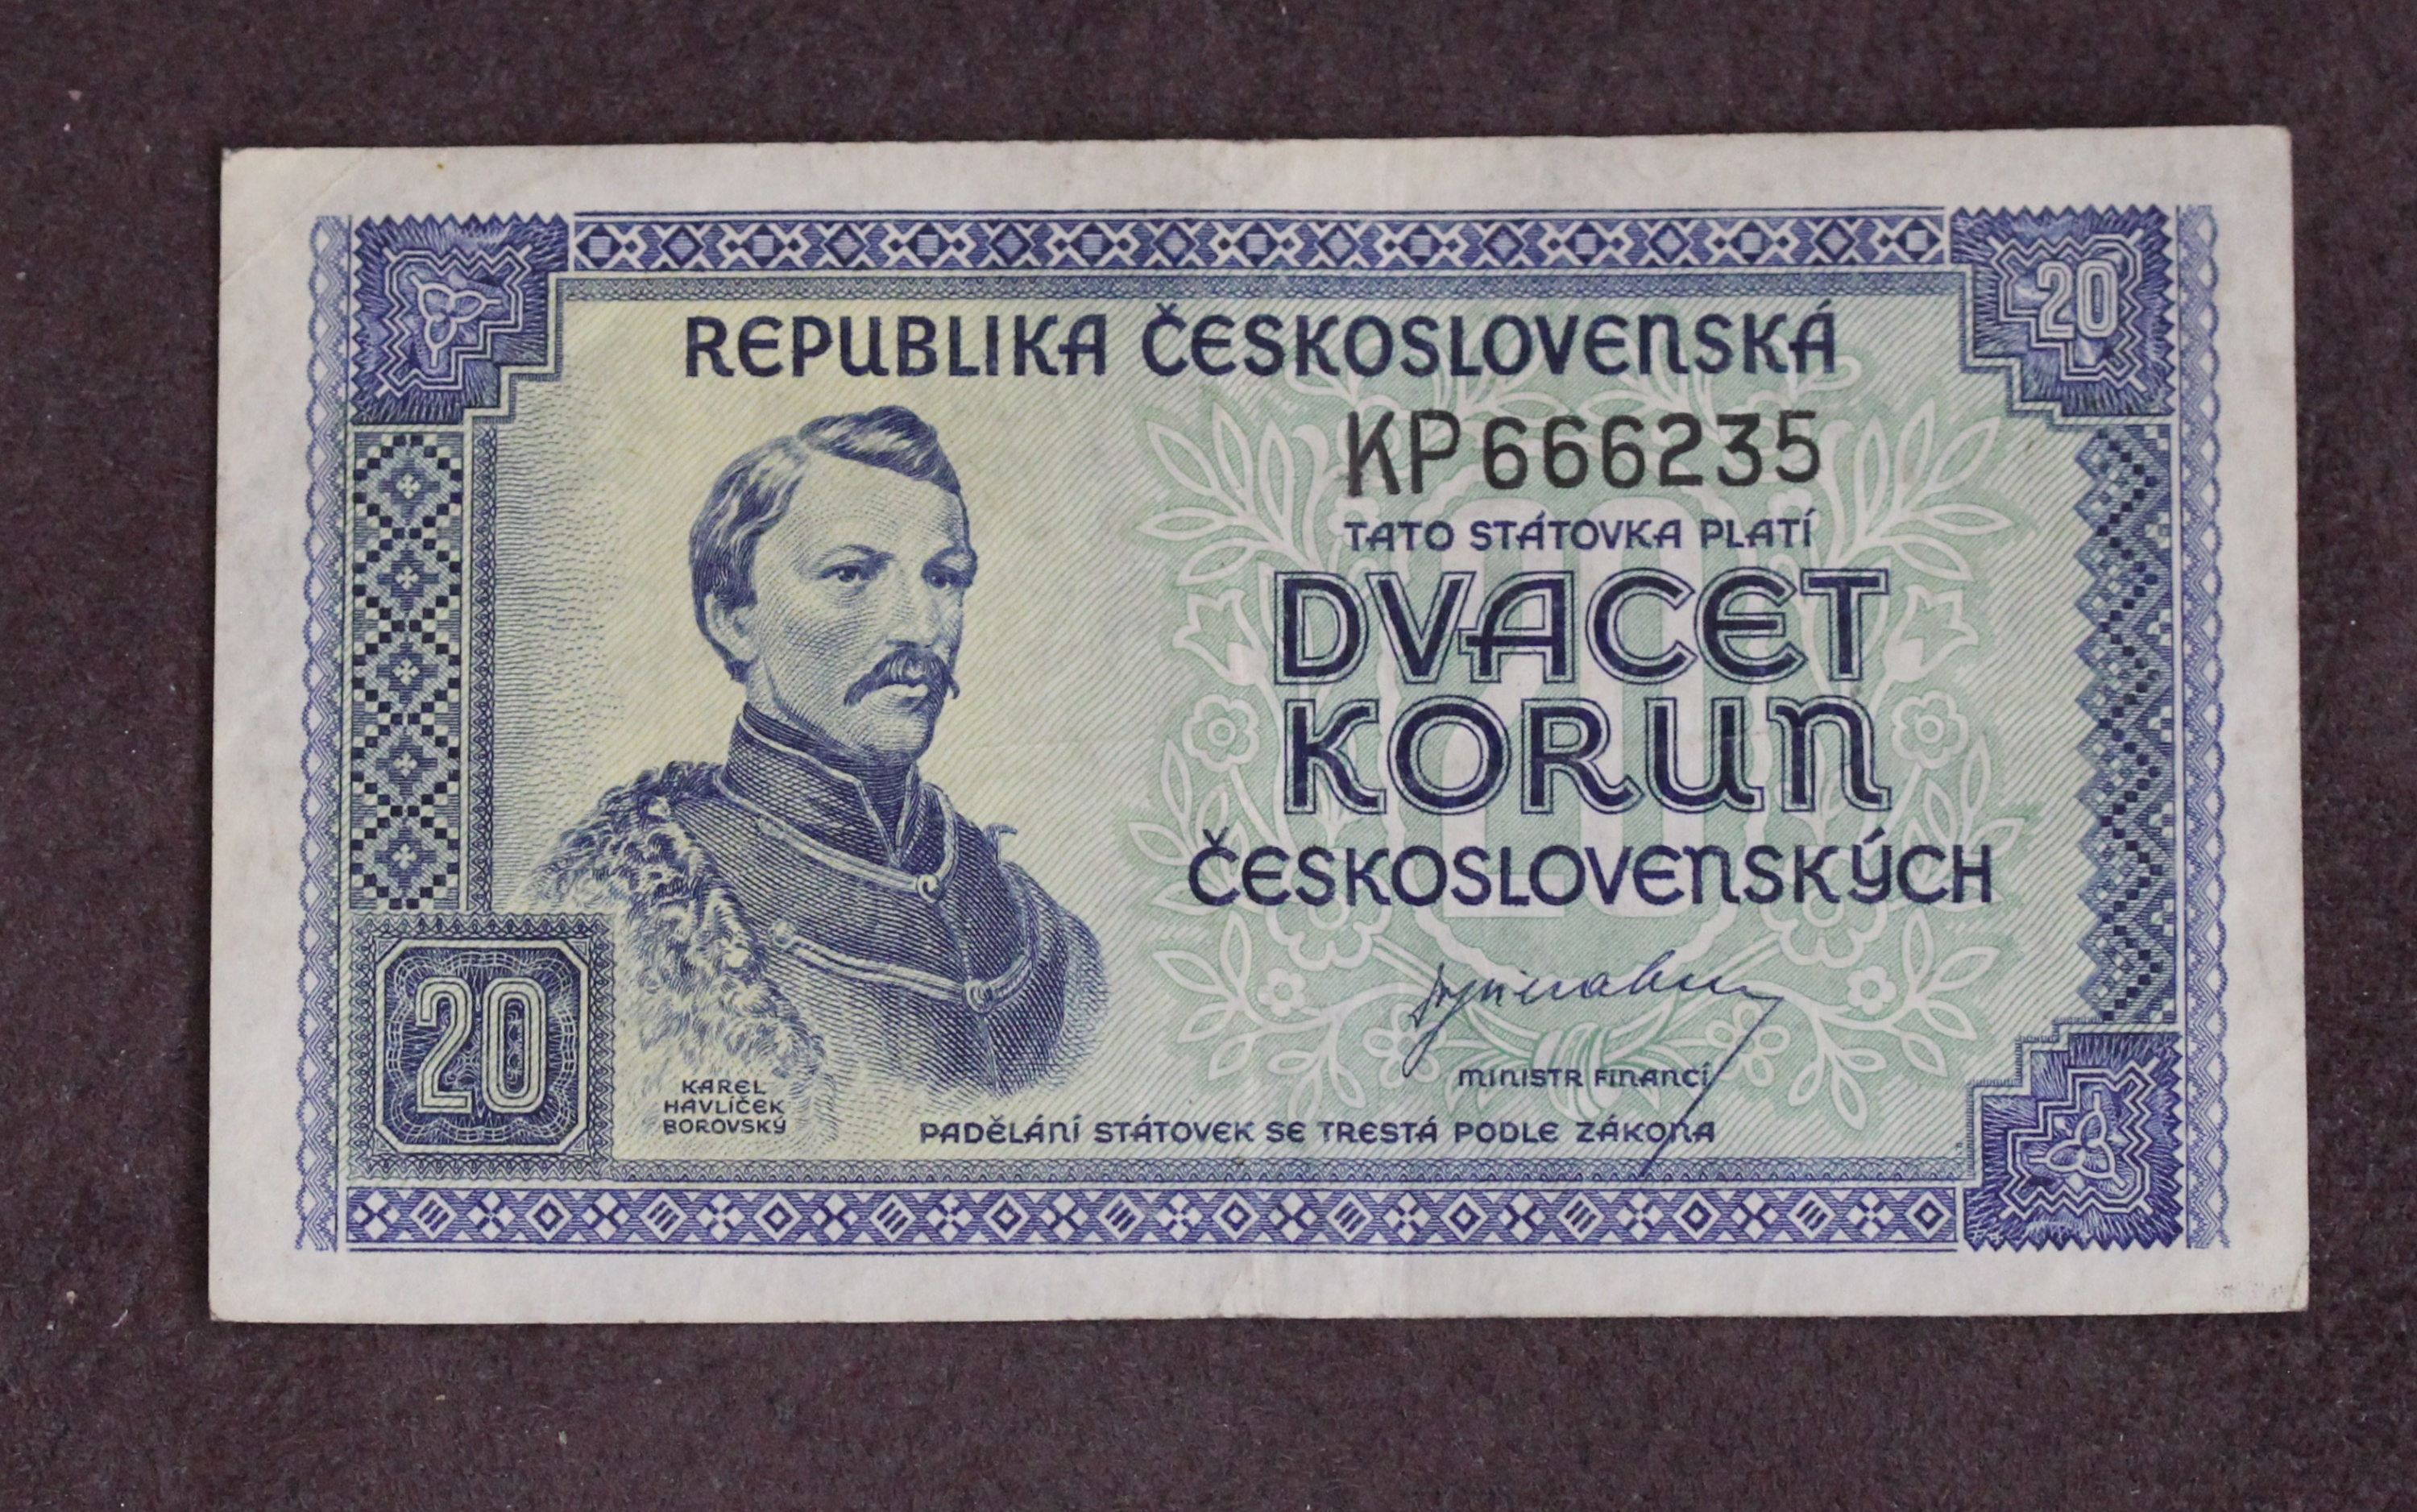 20
REPUBLIKA ČESKOSLOVENSKÁ
KP 666235
TATO STÁTOVKA PLATÍ
DVACET
KORUN
ČESKOSLOVENSKÝCH
20
20
MINISTR FINANCÍ
KAREL
HAVLÍČEK
BOROVSKÝ
PADĚLÁNÍ STÁTOVEK SE TRESTÁ PODLE ZÁKONA